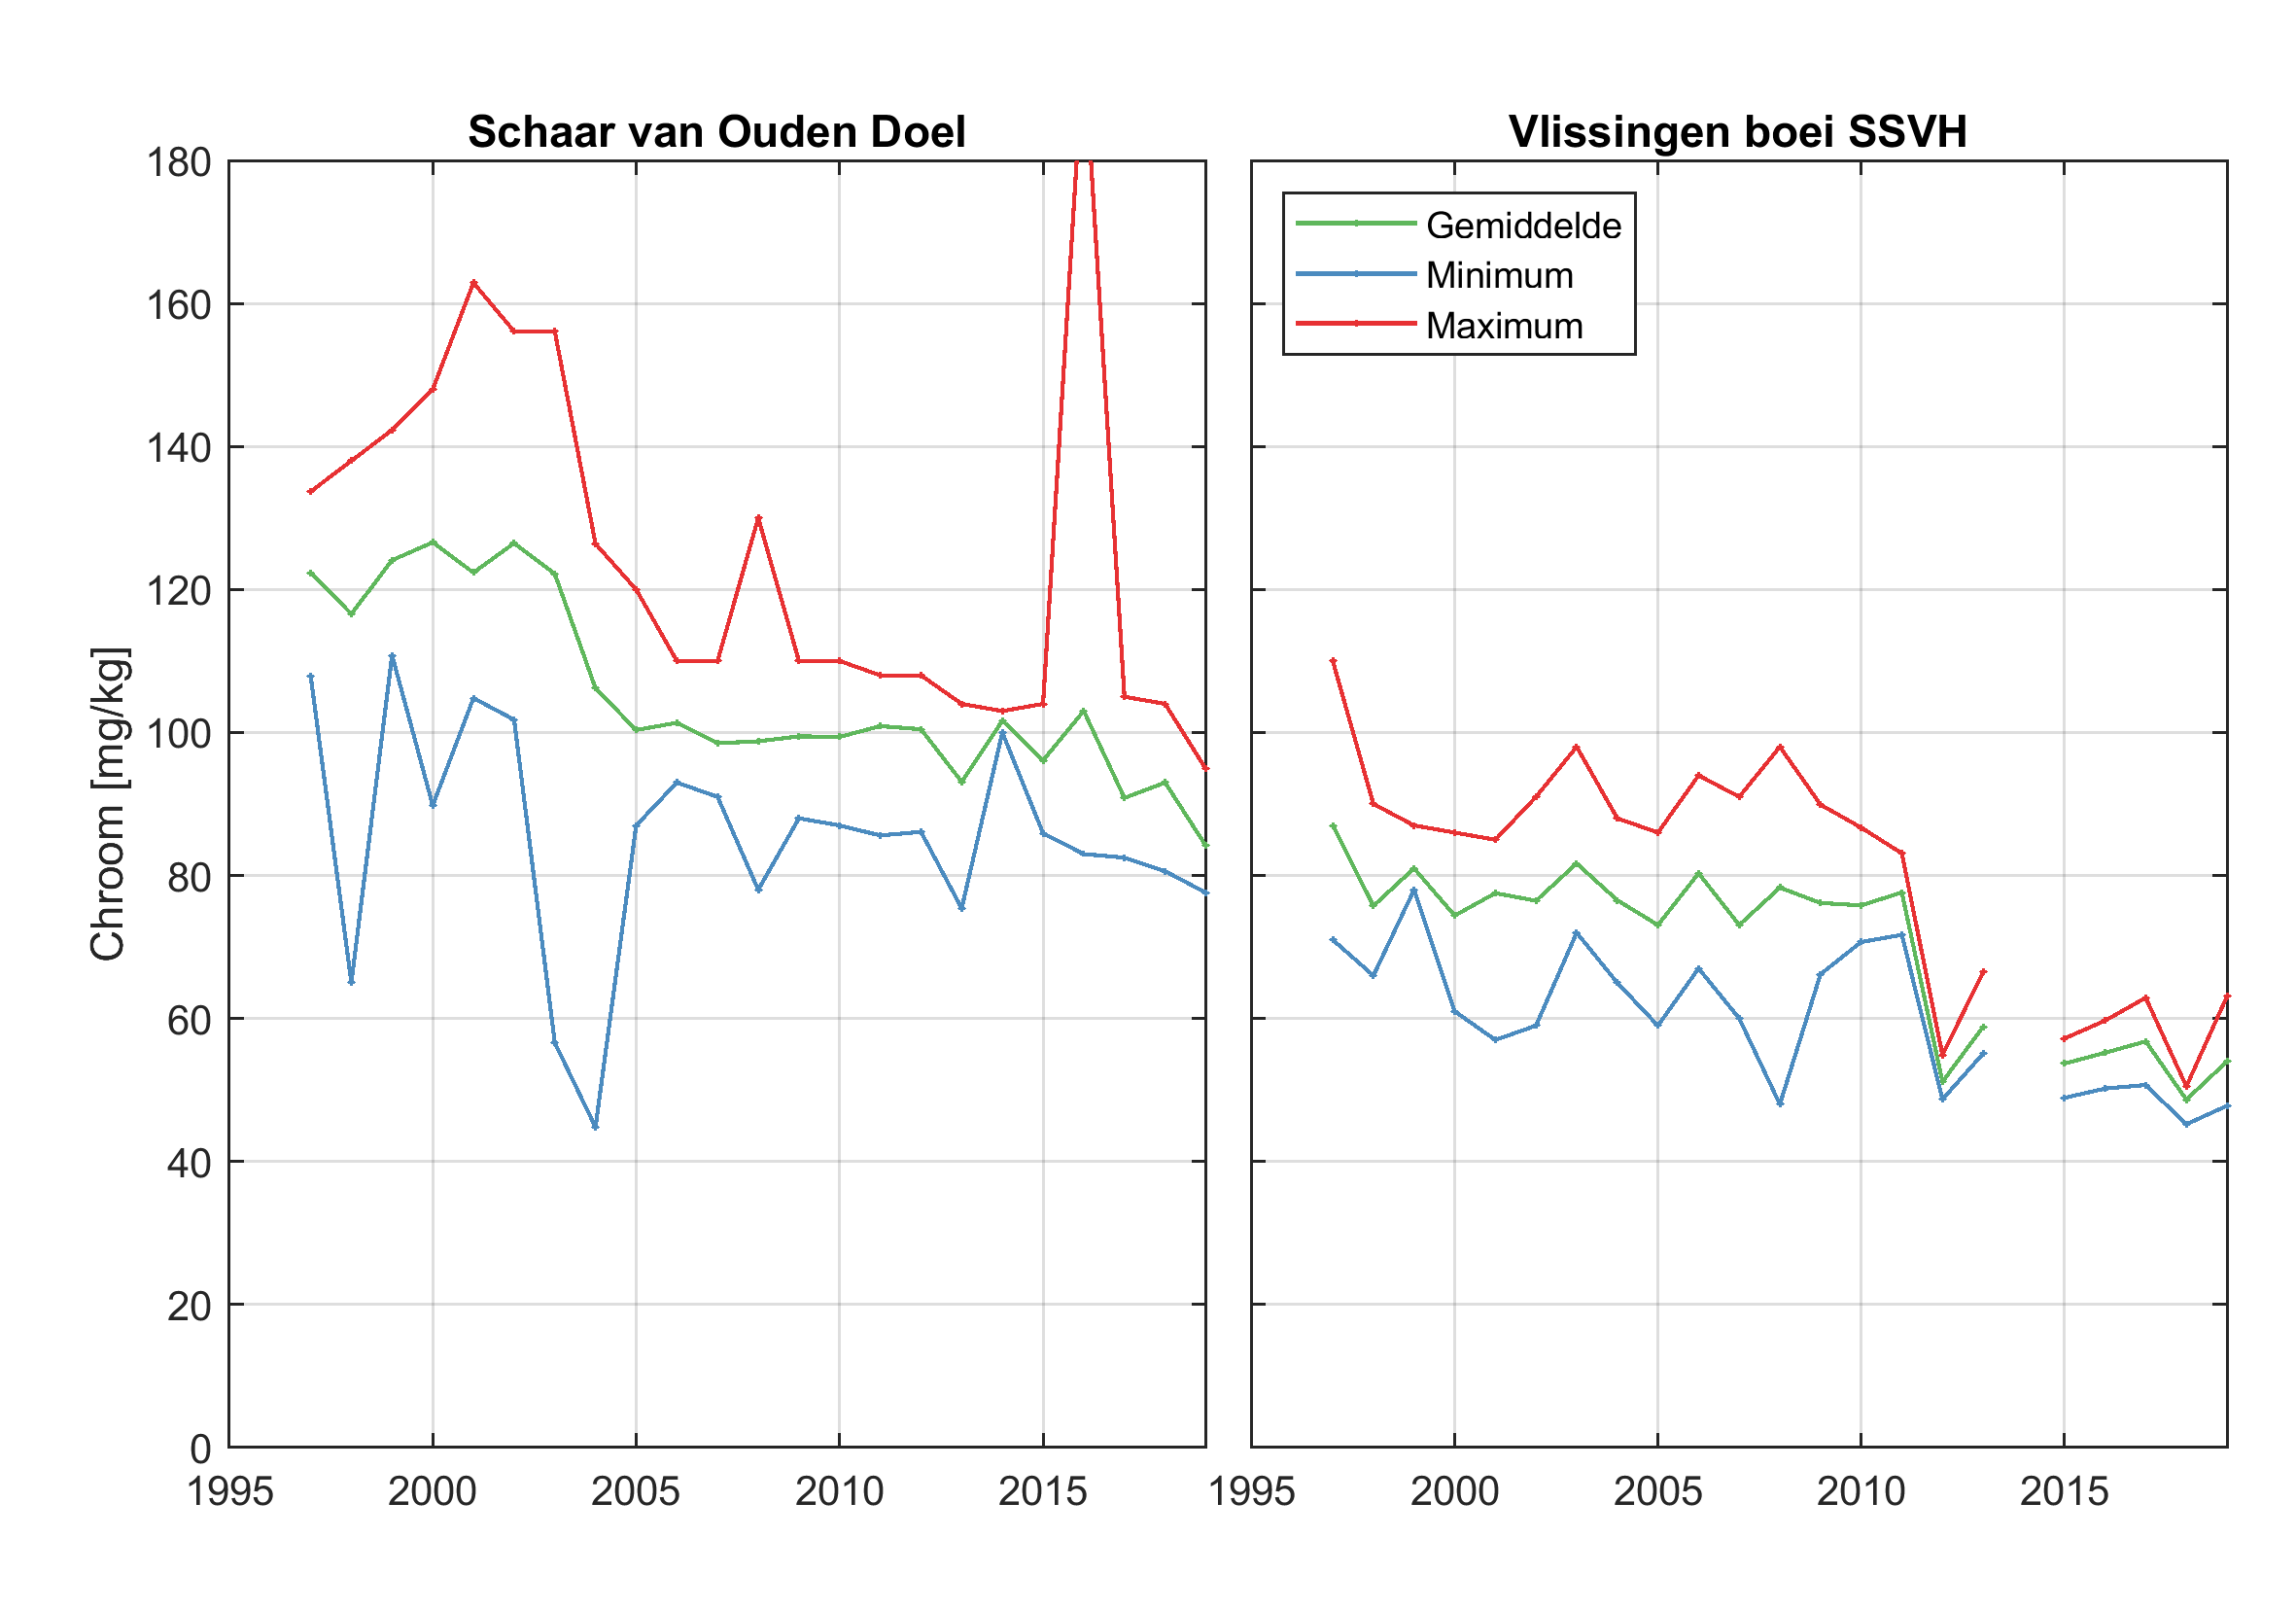 Schaar van Ouden Doel
Vlissingen boei SSVH
Chroom [mg/kg]
180
160
140
120
100
80
60
40
20
0
Gemiddelde
Minimum
Maximum
1995 2000 2005 2010 2015
1995 2000 2005 2010 2015